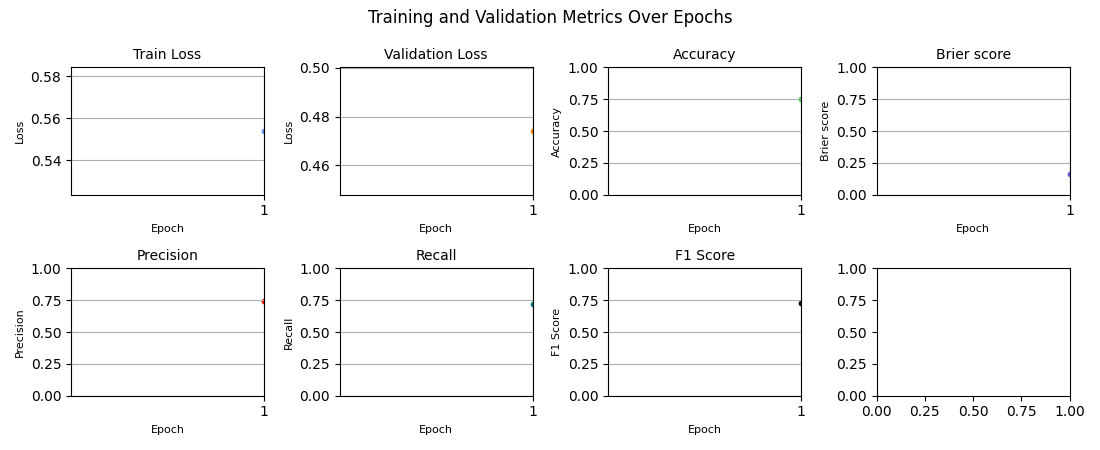 Training and Validation Metrics Over Epochs
Train Loss
0.58
0.56
0.54
Loss
1
Epoch
Validation Loss
0.50
0.48
0.46
Loss
1
Epoch
Accuracy
1.00
0.75
0.50
0.25
0.00
Accuracy
1
Brier score
1.00
0.75
0.50
0.25
0.00
Brier score
1
Epoch
Precision
1.00
0.75
0.50
0.25
0.00
Precision
1
Epoch
Recall
1.00
0.75
0.50
0.25
0.00
Recall
1
Epoch
F1 Score
1.00
0.75
0.50
0.25
0.00
F1 Score
1
Epoch
1.00
0.75
0.50
0.25
0.00
0.00 0.25 0.50 0.75 1.00